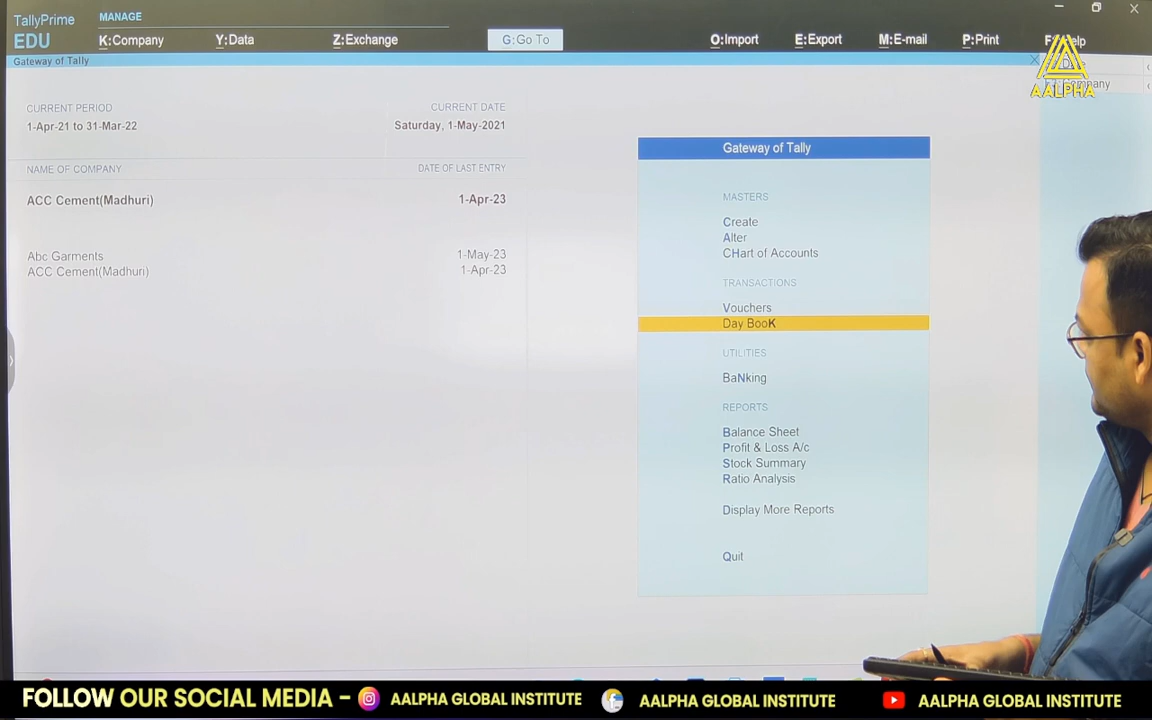 TallyPrime
EDU
MANAGE
K:Company
Y:Data
Z:Exchange
G:Go To
O:Import
E:Export
M:E-mail
P:Print
Gateway of Tally
AALPHA
CURRENT PERIOD
1-Apr-21 to 31-Mar-22
CURRENT DATE
Saturday, 1-May-2021
NAME OF COMPANY
DATE OF LAST ENTRY
ACC Cement(Madhuri)
1-Apr-23
Abc Garments
1-May-23
ACC Cement(Madhuri)
1-Apr-23
Gateway of Tally
MASTERS
Create
Alter
CHart of Accounts
TRANSACTIONS
Vouchers
Day BooK
UTILITIES
BaNking
REPORTS
Balance Sheet
Profit & Loss A/c
Stock Summary
Ratio Analysis
Display More Reports
Quit
FOLLOW OUR SOCIAL MEDIA –
AALPHA GLOBAL INSTITUTE
AALPHA GLOBAL INSTITUTE
AALPHA GLOBAL INSTITUTE